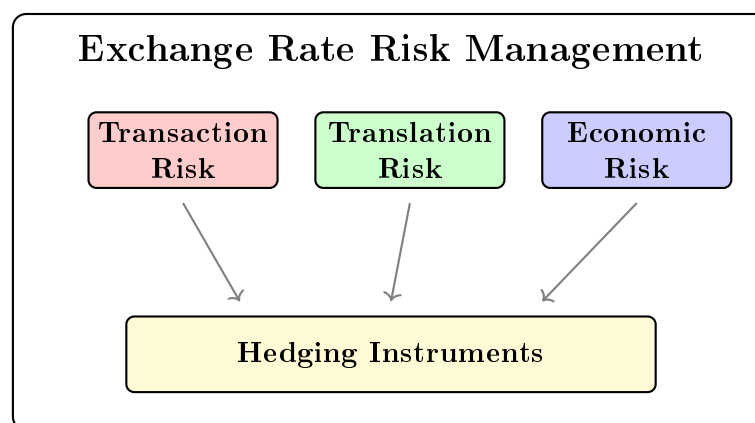 Exchange Rate Risk Management
Transaction
Risk
Translation
Risk
Economic
Risk
Hedging Instruments